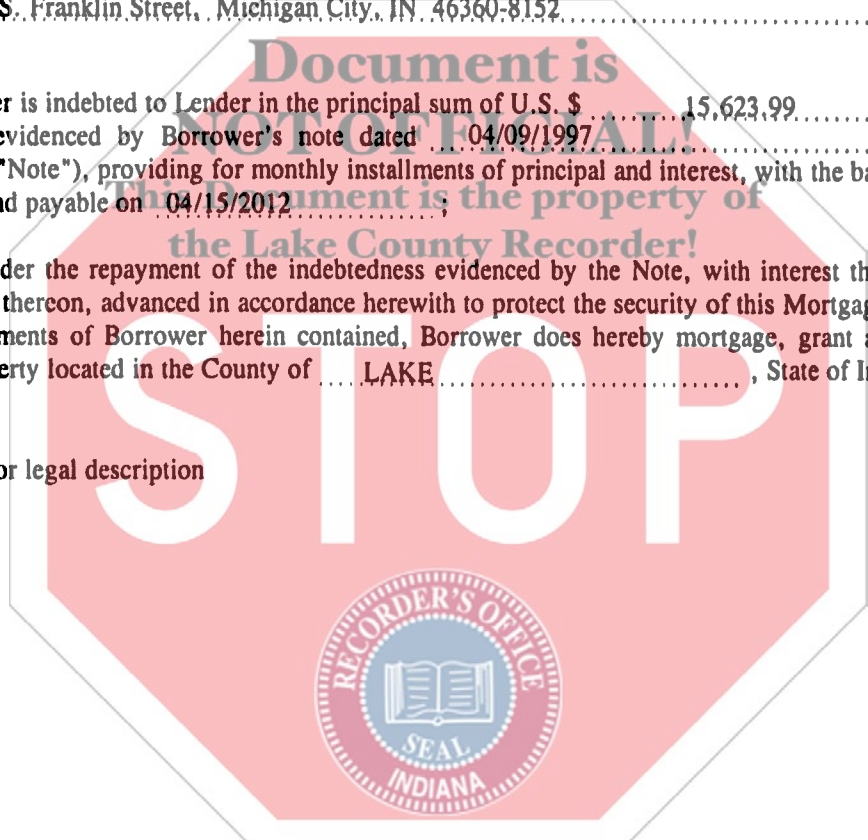 S. Franklin Street, Michigan City, IN 46360-8152
Document is
er is indebted to Lender in the principal sum of U.S. $ 15,623.99
NOT OFFICIAL!
evidenced by Borrower's note dated 04/09/1997
"Note"), providing for monthly installments of principal and interest, with the ba
This Document is the property of
nd payable on 04/15/2012 ;
the Lake County Recorder!
der the repayment of the indebtedness evidenced by the Note, with interest th
thereon, advanced in accordance herewith to protect the security of this Mortgag
ments of Borrower herein contained, Borrower does hereby mortgage, grant a
erty located in the County of LAKE , State of I
STOP
or legal description
RECORDER'S OFFICE
SEAL
INDIANA